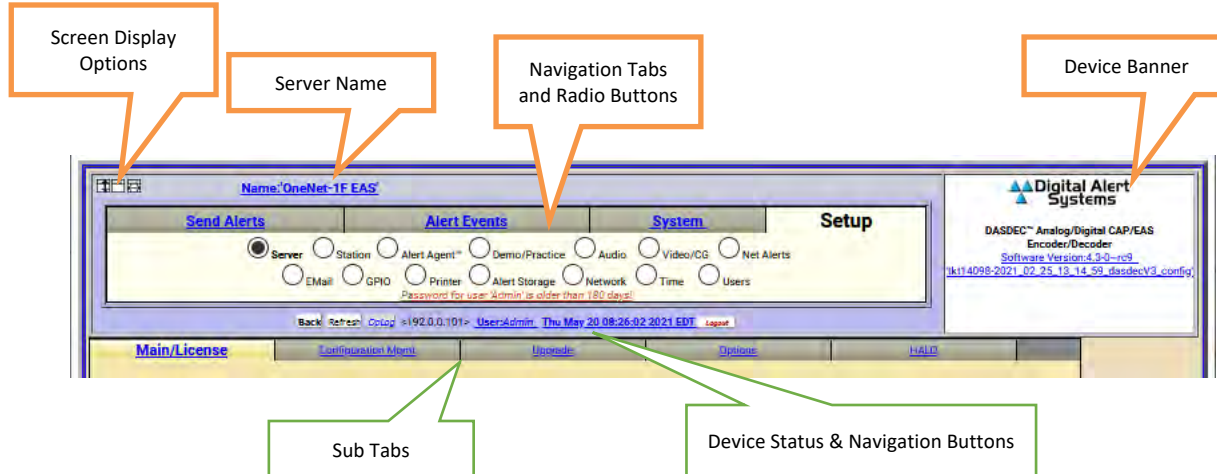 Screen Display
Options
Server Name
Navigation Tabs
and Radio Buttons
Device Banner
Name:'OneNet-1F EAS'
Digital Alert
Systems
Send Alerts
Alert Events
System
Setup
DASDEC™ Analog/Digital CAP/EAS
Encoder/Decoder
Software Version:4.3-0~rc9
'tkt14098-2021_02_25_13_14_59_dasdecV3_config'
Server Station Alert Agent™ Demo/Practice Audio Video/CG Net Alerts
EMail GPIO Printer Alert Storage Network Time Users
Password for user 'Admin' is older than 180 days!
Back Refresh OpLog <192.0.0.101> User:Admin Thu May 20 08:26:02 2021 EDT Logout
Main/License
Configuration Mgmt
Upgrade
Options
HALO
Sub Tabs
Device Status & Navigation Buttons